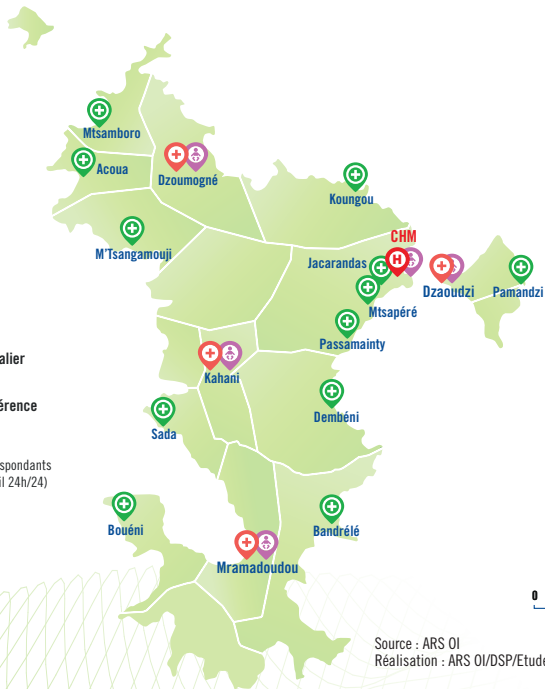 Mtsamboro
Acoua
Dzoumogné
Koungou
M'Tsangamouji
CHM
H
Jacarandas
Dzaoudzi
Pamandzi
Mtsapéré
Passamainty
alier
Kahani
érence
Dembéni
Sada
spondants
il 24h/24)
Bouéni
Bandrélé
Mramadoudou
0
Source : ARS OI
Réalisation : ARS OI/DSP/Etude